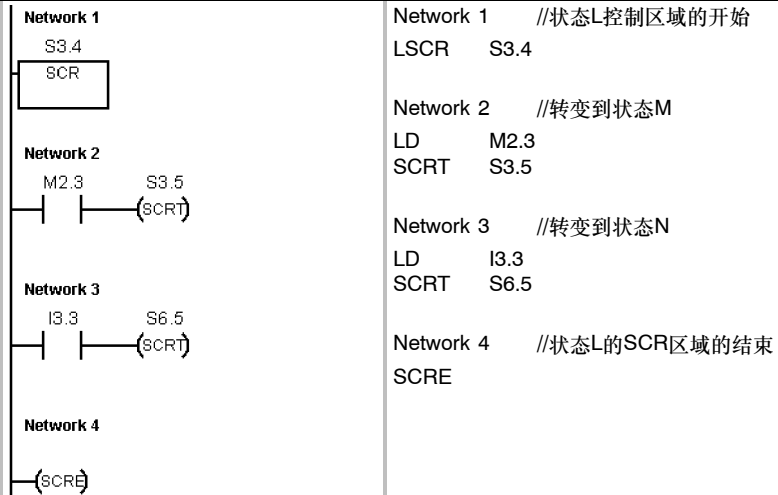 Network 1
S3.4
SCR
Network 2
M2.3 S3.5
(SCRT)
Network 3
I3.3 S6.5
(SCRT)
Network 4
(SCRE)
Network 1 //状态L控制区域的开始
LSCR S3.4
Network 2 //转变到状态M
LD M2.3
SCRT S3.5
Network 3 //转变到状态N
LD I3.3
SCRT S6.5
Network 4 //状态L的SCR区域的结束
SCRE